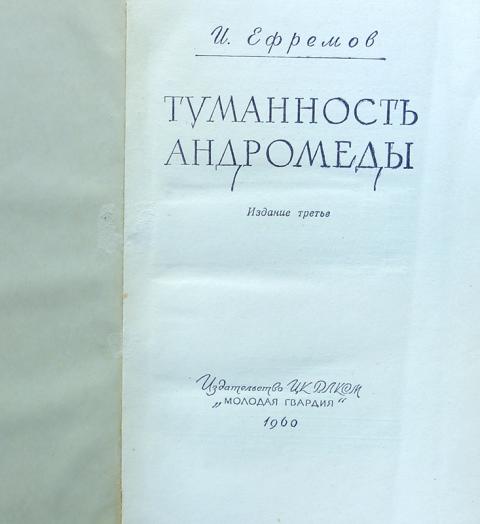 И. Ефремов
ТУМАННОСТЬ
АНДРОМЕДЫ
Издание третье
Издательство ЦК ВЛКСМ
„МОЛОДАЯ ГВАРДИЯ“
1960